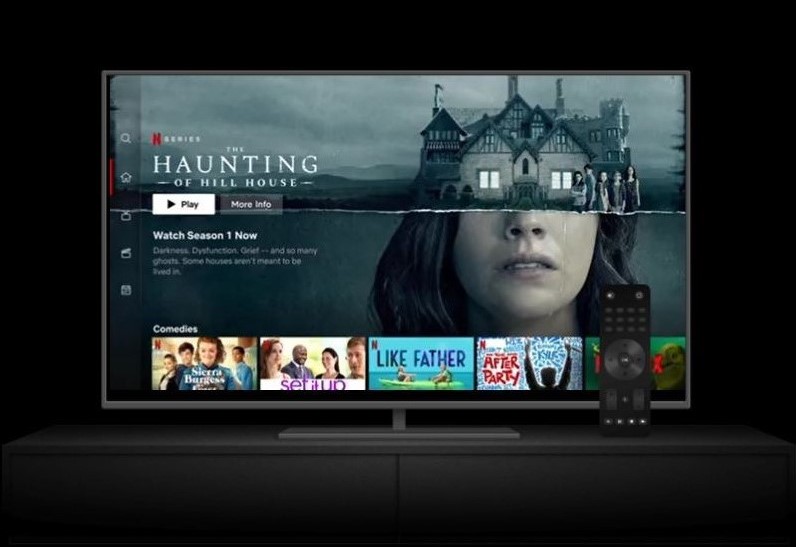 N SERIES
THE
HAUNTING
OF HILL HOUSE
Play
More Info
Watch Season 1 Now
Darkness. Dysfunction. Grief -- and so many
ghosts. Some houses aren't meant to be
lived in.
Comedies
N
Sierra
Burgess
set it up
N
LIKE FATHER
N
THE
AFTER
PARTY
KYLE